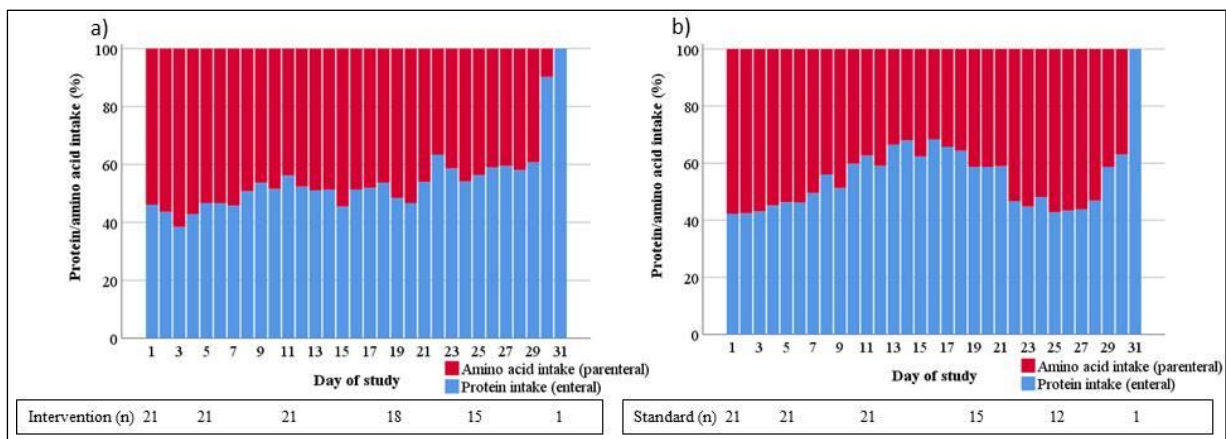 a)
Protein/amino acid intake (%)
100
80
60
40
20
0
1 3 5 7 9 11 13 15 17 19 21 23 25 27 29 31
Day of study
Amino acid intake (parenteral)
Protein intake (enteral)
Intervention (n) 21 21 21 18 15 1
b)
Protein/amino acid intake (%)
100
80
60
40
20
0
1 3 5 7 9 11 13 15 17 19 21 23 25 27 29 31
Day of study
Amino acid intake (parenteral)
Protein intake (enteral)
Standard (n) 21 21 21 15 12 1